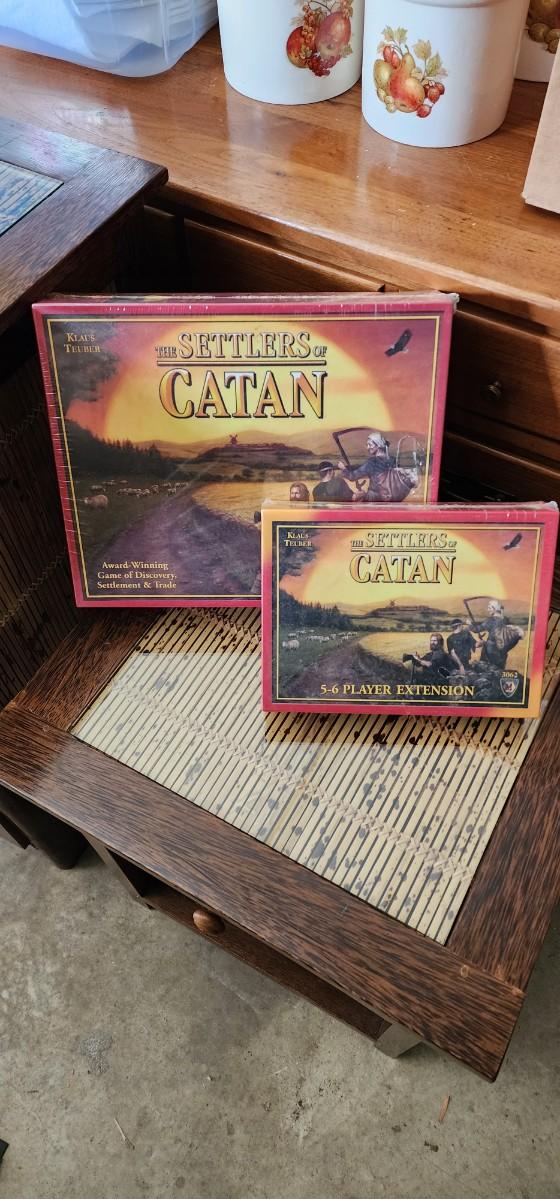 KLAUS
TEUBER
THE SETTLERS OF
CATAN
Award-Winning
Game of Discovery,
Settlement & Trade
KLAUS
TEUBER
THE SETTLERS OF
CATAN
3062
5-6 PLAYER EXTENSION